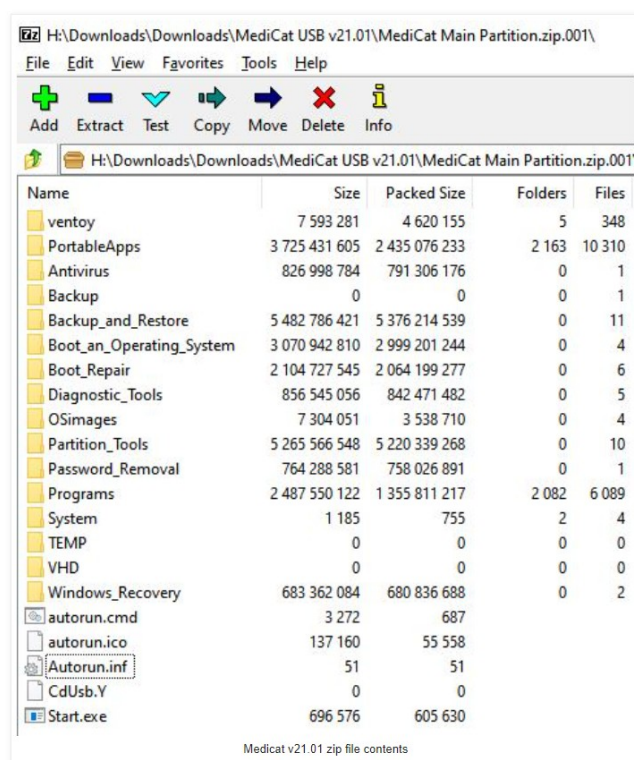 7z H:\Downloads\Downloads\MediCat USB v21.01\MediCat Main Partition.zip.001\
File Edit View Favorites Tools Help
Add Extract Test Copy Move Delete Info
H:\Downloads\Downloads\MediCat USB v21.01\MediCat Main Partition.zip.001\
Name Size Packed Size Folders Files
ventoy 7 593 281 4 620 155 5 348
PortableApps 3 725 431 605 2 435 076 233 2 163 10 310
Antivirus 826 998 784 791 306 176 0 1
Backup 0 0 0 1
Backup_and_Restore 5 482 786 421 5 376 214 539 0 11
Boot_an_Operating_System 3 070 942 810 2 999 201 244 0 4
Boot_Repair 2 104 727 545 2 064 199 277 0 6
Diagnostic_Tools 856 545 056 842 471 482 0 5
OSimages 7 304 051 3 538 710 0 4
Partition_Tools 5 265 566 548 5 220 339 268 0 10
Password_Removal 764 288 581 758 026 891 0 1
Programs 2 487 550 122 1 355 811 217 2 082 6 089
System 1 185 755 2 4
TEMP 0 0 0 0
VHD 0 0 0 0
Windows_Recovery 683 362 084 680 836 688 0 2
autorun.cmd 3 272 687
autorun.ico 137 160 55 558
Autorun.inf 51 51
CdUsb.Y 0 0
Start.exe 696 576 605 630
Medicat v21.01 zip file contents